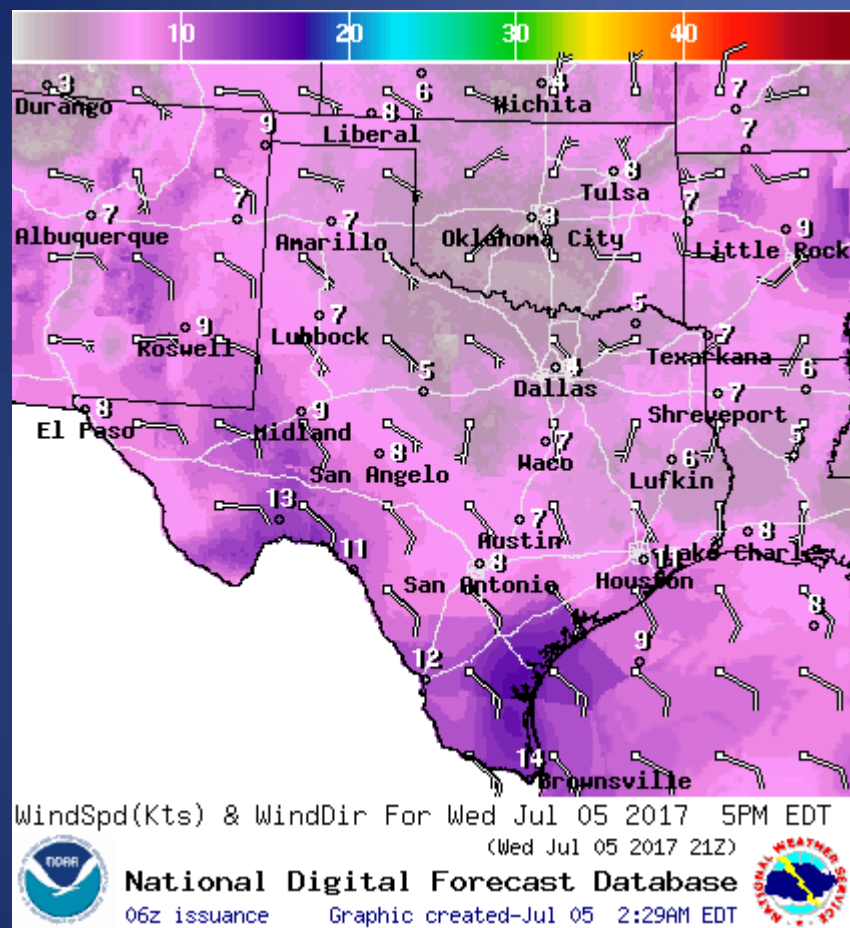 10 20 30 40
3 Durango
6
4 Wichita
7
8 Liberal
9
7
8 Tulsa
7 Albuquerque
7
7 Amarillo
3 Oklahoma City
7
9 Little Rock
9 Roswell
7 Lubbock
5
7 Texarkana
5
4 Dallas
6
8 El Paso
9 Midland
7 Shreveport
8 San Angelo
7 Waco
6 Lufkin
5
13
7 Austin
8
11
8 San Antonio
11 Houston
Lake Charles
8
12
9
14 Brownsville
WindSpd(Kts) & WindDir For Wed Jul 05 2017 5PM EDT
(Wed Jul 05 2017 21Z)
NOAA
National Digital Forecast Database
06z issuance Graphic created-Jul 05 2:29AM EDT
NATIONAL WEATHER SERVICE